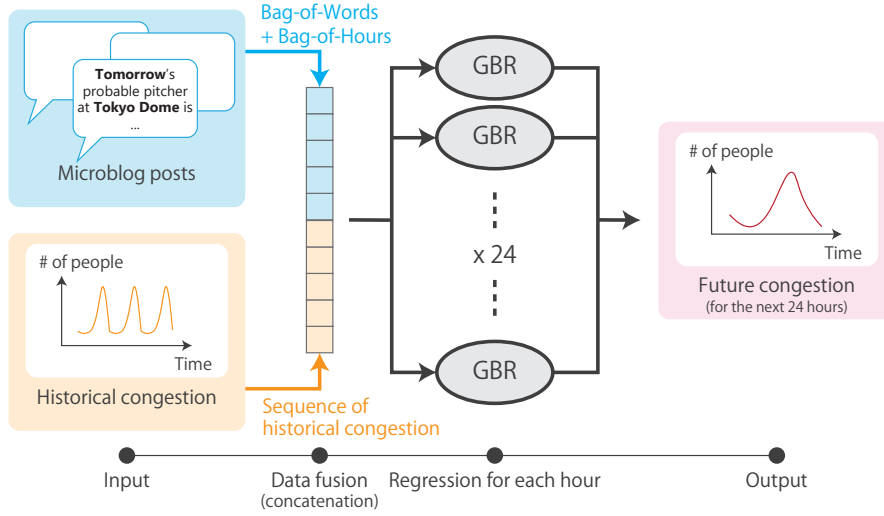 Tomorrow's
probable pitcher
at Tokyo Dome is
...
Microblog posts
# of people
Time
Historical congestion
Bag-of-Words
+ Bag-of-Hours
Sequence of
historical congestion
GBR
GBR
x 24
GBR
# of people
Time
Future congestion
(for the next 24 hours)
Input
Data fusion
(concatenation)
Regression for each hour
Output